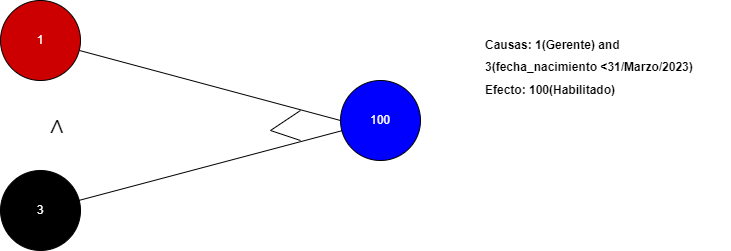 1
Causas: 1(Gerente) and
3(fecha_nacimiento <31/Marzo/2023)
Efecto: 100(Habilitado)
100
^
3